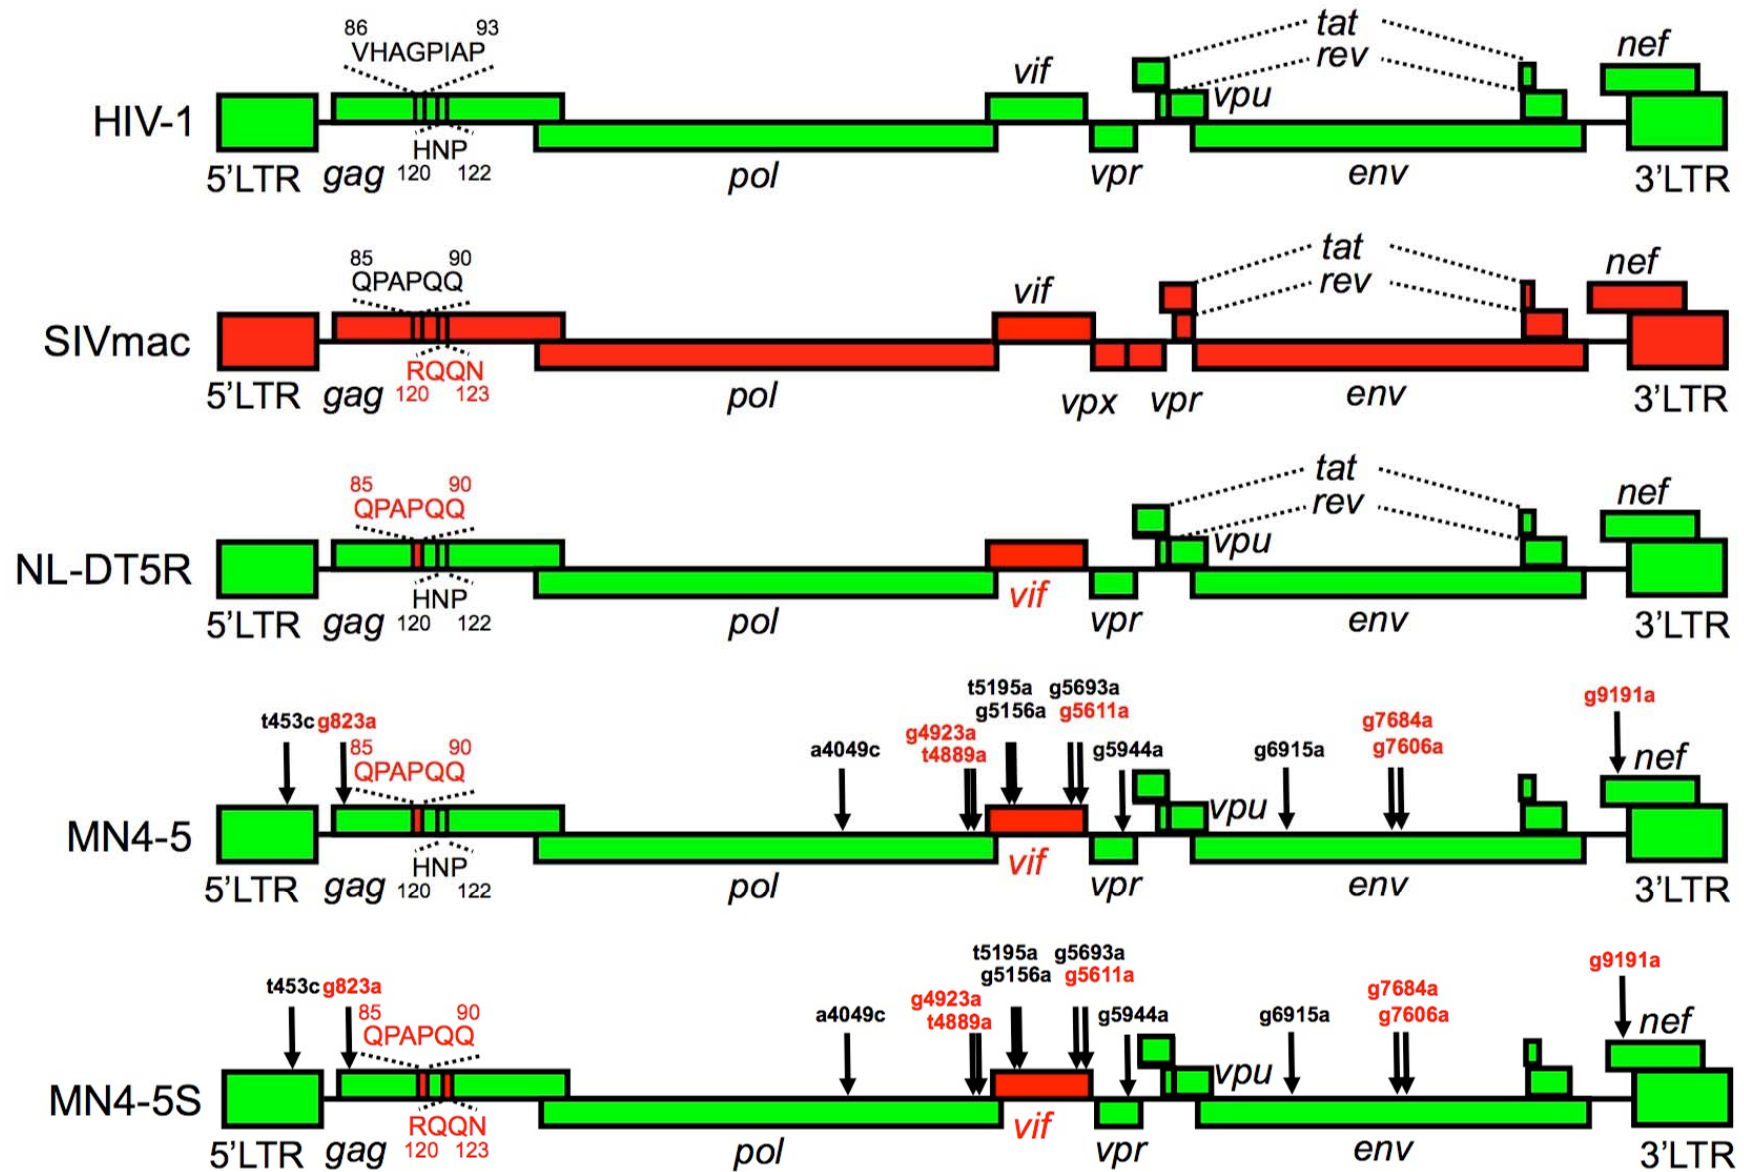 86 93
VHAGPIAP
tat
rev
nef
vif
vpu
HIV-1
HNP
5'LTR gag 120 122 pol vpr env 3'LTR
85 90
QPAPQQ
tat
rev
nef
vif
SIVmac
RQQN
5'LTR gag 120 123 pol vpx vpr env 3'LTR
85 90
QPAPQQ
tat
rev
nef
vpu
NL-DT5R
HNP
vif
5'LTR gag 120 122 pol vpr env 3'LTR
t5195a g5693a
g5156a g5611a
g9191a
t453c g823a
g4923a
t4889a
g7684a
g7606a
85 90
QPAPQQ
a4049c
g5944a
g6915a
nef
vpu
MN4-5
HNP
vif
5'LTR gag 120 122 pol vpr env 3'LTR
t5195a g5693a
g5156a g5611a
g9191a
t453c g823a
g4923a
t4889a
g7684a
g7606a
85 90
QPAPQQ
a4049c
g5944a
g6915a
nef
vpu
MN4-5S
RQQN
vif
5'LTR gag 120 123 pol vpr env 3'LTR